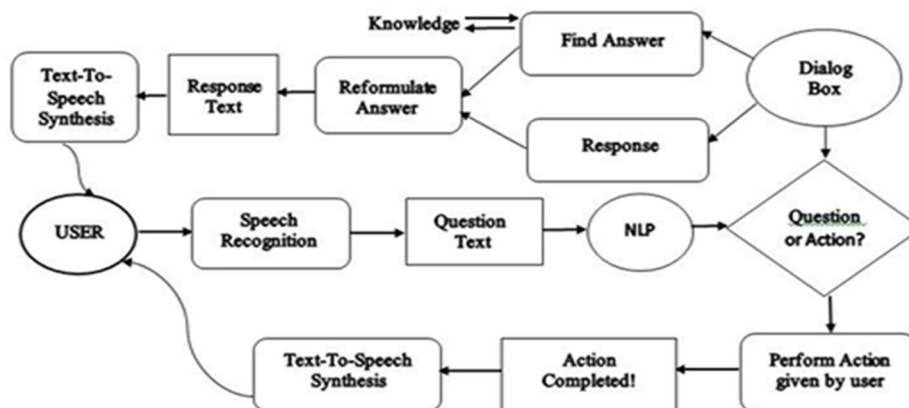 Knowledge
Find Answer
Dialog
Box
Text-To-
Speech
Synthesis
Response
Text
Reformulate
Answer
Response
USER
Speech
Recognition
Question
Text
NLP
Question
or Action?
Text-To-Speech
Synthesis
Action
Completed!
Perform Action
given by user